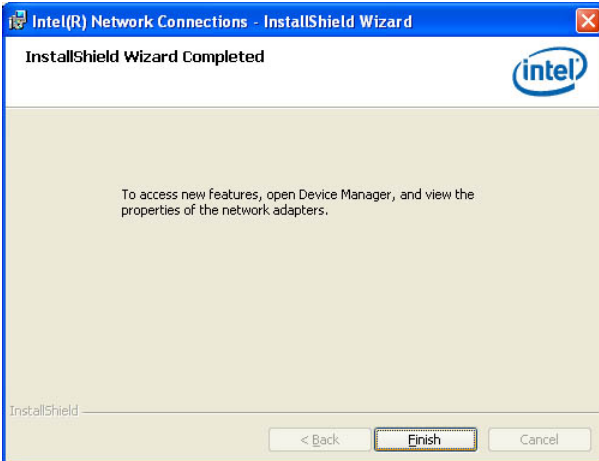 Intel(R) Network Connections - InstallShield Wizard
InstallShield Wizard Completed
intel
To access new features, open Device Manager, and view the
properties of the network adapters.
InstallShield
< Back
Finish
Cancel